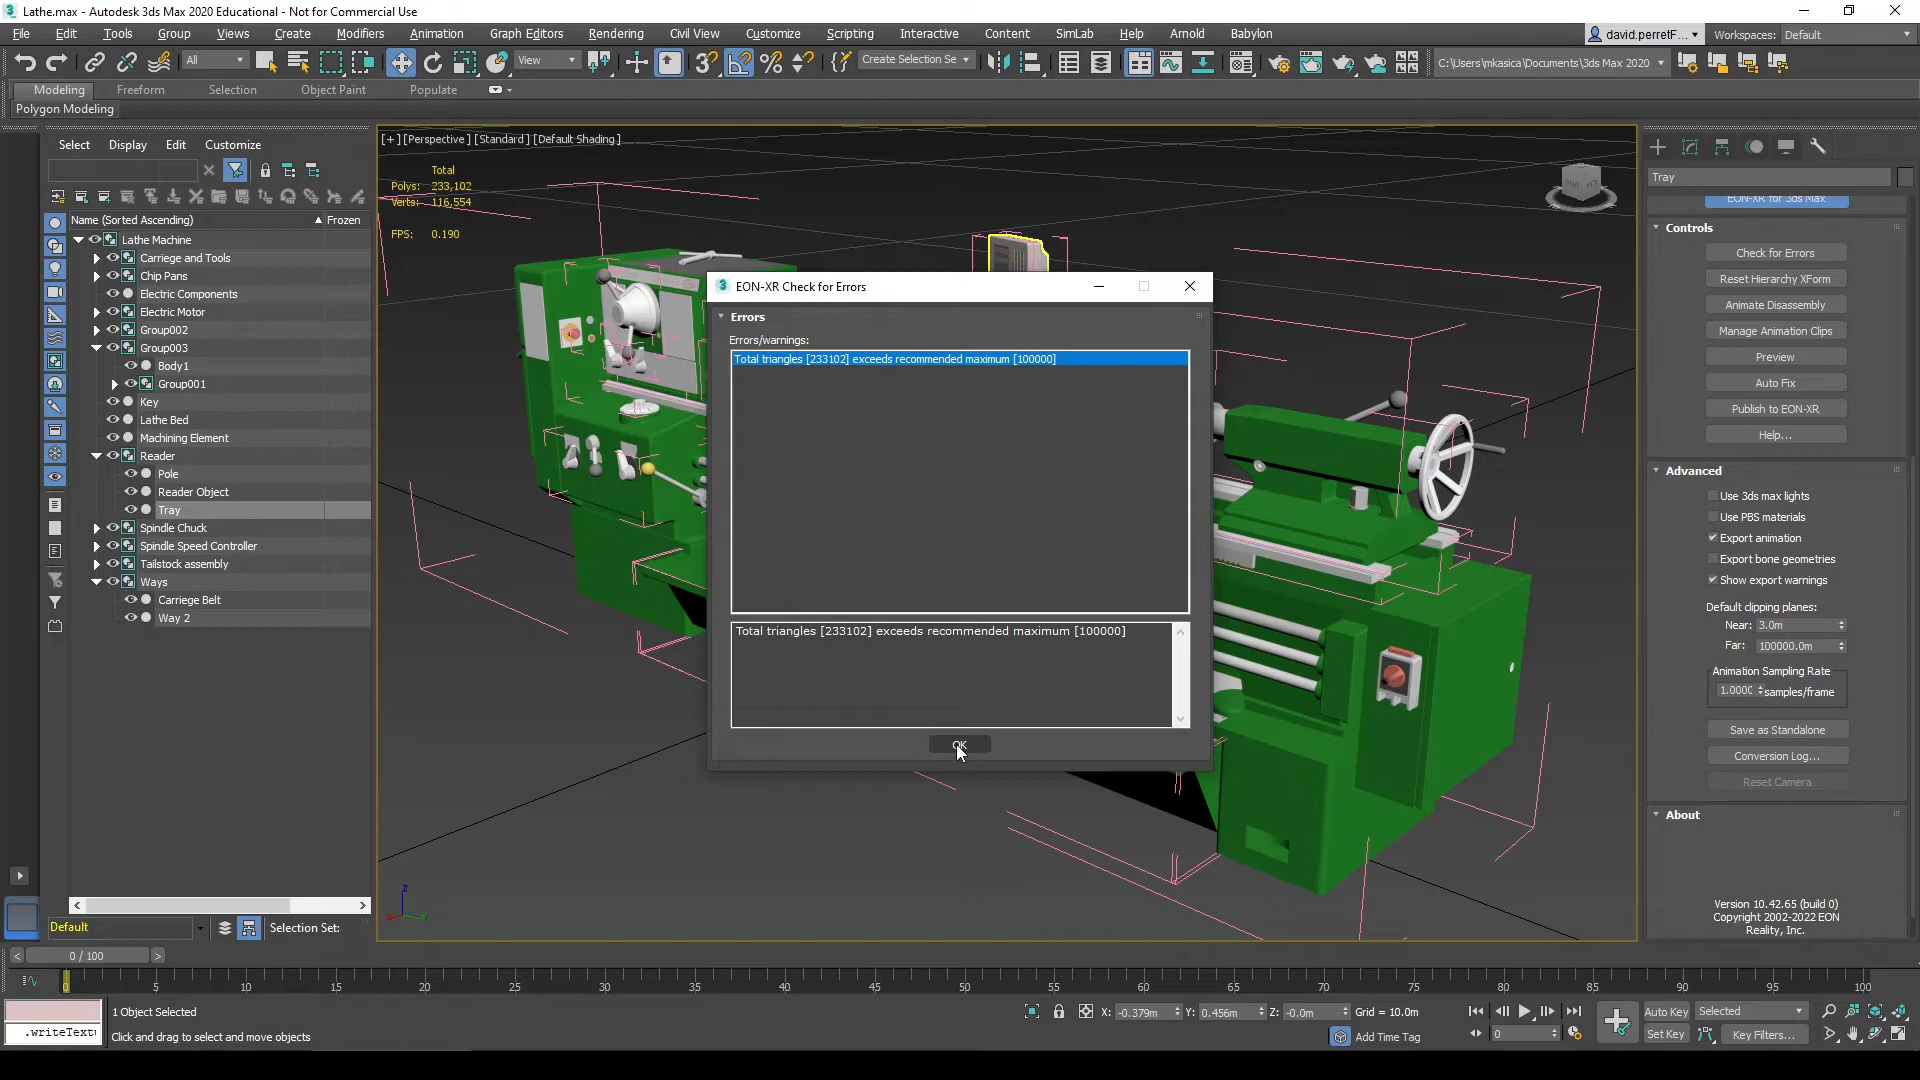 Lathe.max - Autodesk 3ds Max 2020 Educational - Not for Commercial Use
File Edit Tools Group Views Create Modifiers Animation Graph Editors Rendering Civil View Customize Scripting Interactive Content SimLab Help Arnold Babylon
david.perretF... Workspaces: Default
All View Create Selection Se C:\Users\mkasica\Documents\3ds Max 2020
Modeling Freeform Selection Object Paint Populate
Polygon Modeling
Select Display Edit Customize
Name (Sorted Ascending) Frozen
Lathe Machine
Carriege and Tools
Chip Pans
Electric Components
Electric Motor
Group002
Group003
Body1
Group001
Key
Lathe Bed
Machining Element
Reader
Pole
Reader Object
Tray
Spindle Chuck
Spindle Speed Controller
Tailstock assembly
Ways
Carriege Belt
Way 2
Default Selection Set:
[+] [Perspective] [Standard] [Default Shading]
Total
Polys: 233,102
Verts: 116,554
FPS: 0.190
EON-XR Check for Errors
Errors
Errors/warnings:
Total triangles [233102] exceeds recommended maximum [100000]
Total triangles [233102] exceeds recommended maximum [100000]
OK
Tray
EON-XR for 3ds Max
Controls
Check for Errors
Reset Hierarchy XForm
Animate Disassembly
Manage Animation Clips
Preview
Auto Fix
Publish to EON-XR
Help...
Advanced
Use 3ds max lights
Use PBS materials
Export animation
Export bone geometries
Show export warnings
Default clipping planes:
Near: 3.0m
Far: 100000.0m
Animation Sampling Rate
1.000 samples/frame
Save as Standalone
Conversion Log...
Reset Camera
About
Version 10.42.65 (build 0)
Copyright 2002-2022 EON
Reality, Inc.
0 / 100
0 5 10 15 20 25 30 35 40 45 50 55 60 65 70 75 80 85 90 95 100
1 Object Selected
X: -0.379m Y: 0.456m Z: -0.0m Grid = 10.0m
Auto Key Selected
.writeTextu
Click and drag to select and move objects
Add Time Tag
0
Set Key Key Filters...
z
x
y